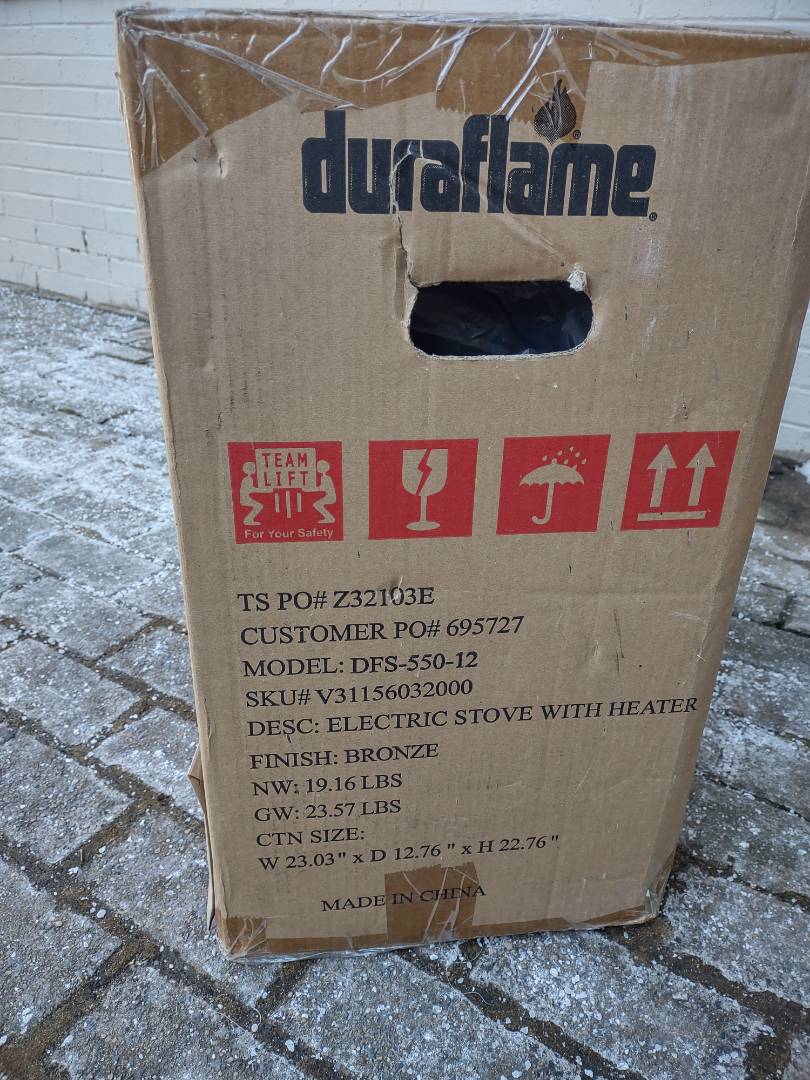 duraflame
TEAM
LIFT
For Your Safety
TS PO# Z32103E
CUSTOMER PO# 695727
MODEL: DFS-550-12
SKU# V31156032000
DESC: ELECTRIC STOVE WITH HEATER
FINISH: BRONZE
NW: 19.16 LBS
GW: 23.57 LBS
CTN SIZE:
W 23.03" x D 12.76 " x H 22.76 "
MADE IN CHINA